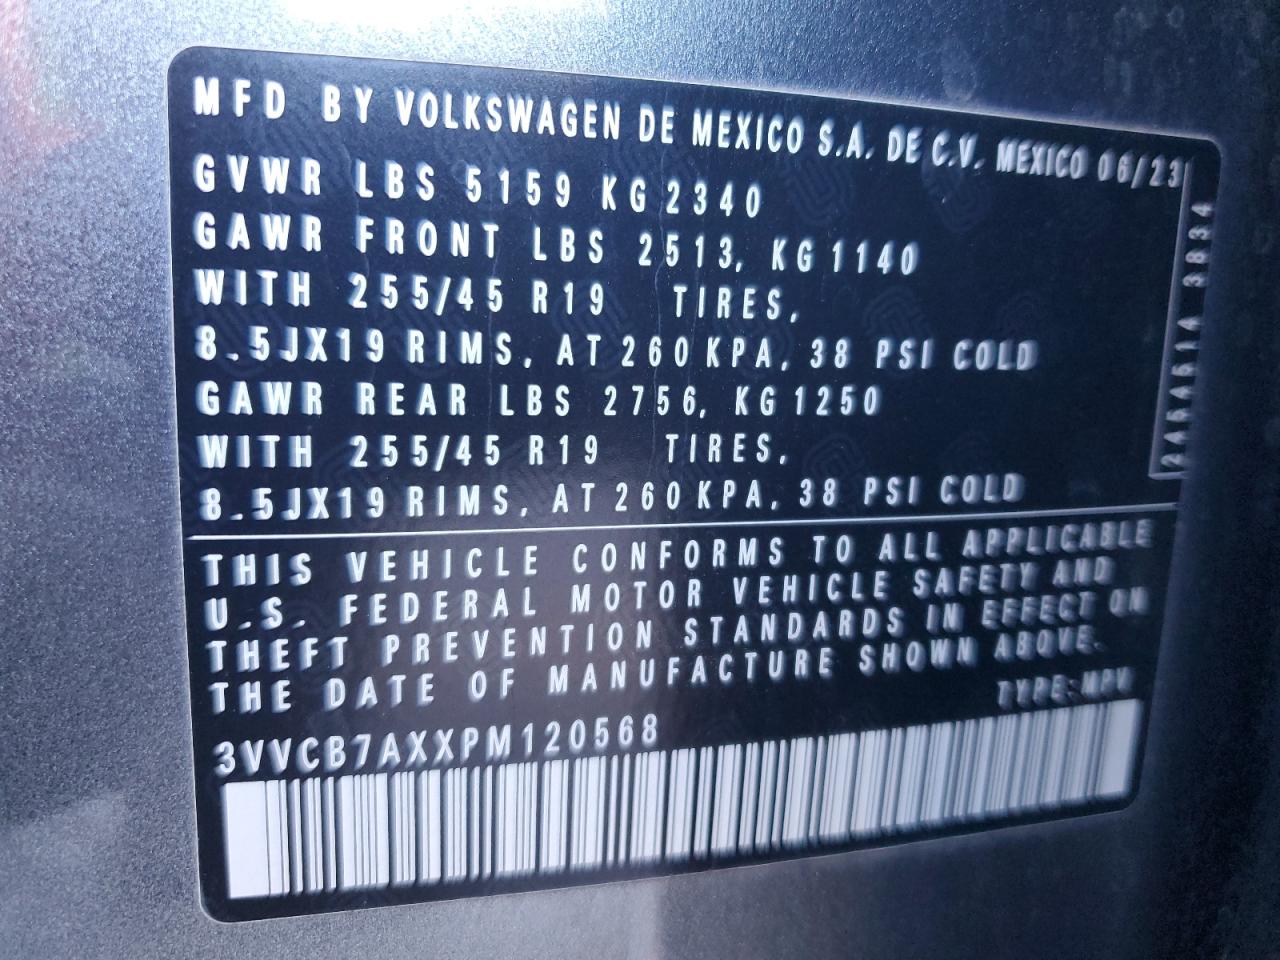 MFD BY VOLKSWAGEN DE MEXICO S.A. DE C.V. MEXICO 06/23
GVWR LBS 5159 KG 2340
GAWR FRONT LBS 2513, KG 1140
WITH 255/45 R19 TIRES,
8.5JX19 RIMS, AT 260 KPA, 38 PSI COLD
GAWR REAR LBS 2756, KG 1250
WITH 255/45 R19 TIRES,
8.5JX19 RIMS, AT 260 KPA, 38 PSI COLD
THIS VEHICLE CONFORMS TO ALL APPLICABLE
U.S. FEDERAL MOTOR VEHICLE SAFETY AND
THEFT PREVENTION STANDARDS IN EFFECT ON
THE DATE OF MANUFACTURE SHOWN ABOVE.
TYPE:MPV
3VVCB7AXXPM120568